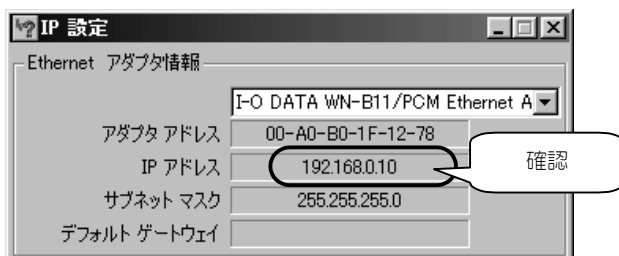 IP 設定
Ethernet アダプタ情報
I-O DATA WN-B11/PCM Ethernet A
アダプタ アドレス 00-A0-B0-1F-12-78
IP アドレス 192.168.0.10
確認
サブネット マスク 255.255.255.0
デフォルト ゲートウェイ